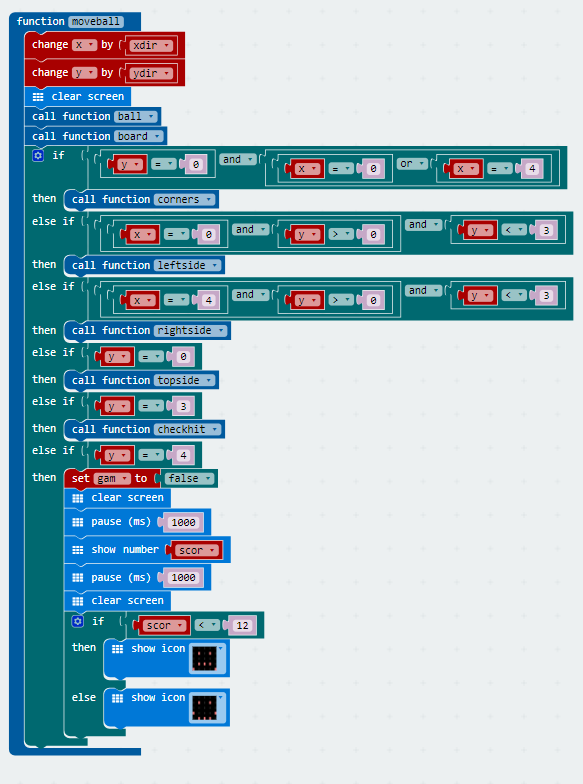 function moveball
change x by xdir
change y by ydir
clear screen
call function ball
call function board
if y = 0 and x = 0 or x = 4
then call function corners
else if x = 0 and y > 0 and y < 3
then call function leftside
else if x = 4 and y > 0 and y < 3
then call function rightside
else if y = 0
then call function topside
else if y = 3
then call function checkhit
else if y = 4
then set gam to false
clear screen
pause (ms) 1000
show number scor
pause (ms) 1000
clear screen
if scor < 12
then show icon
else show icon